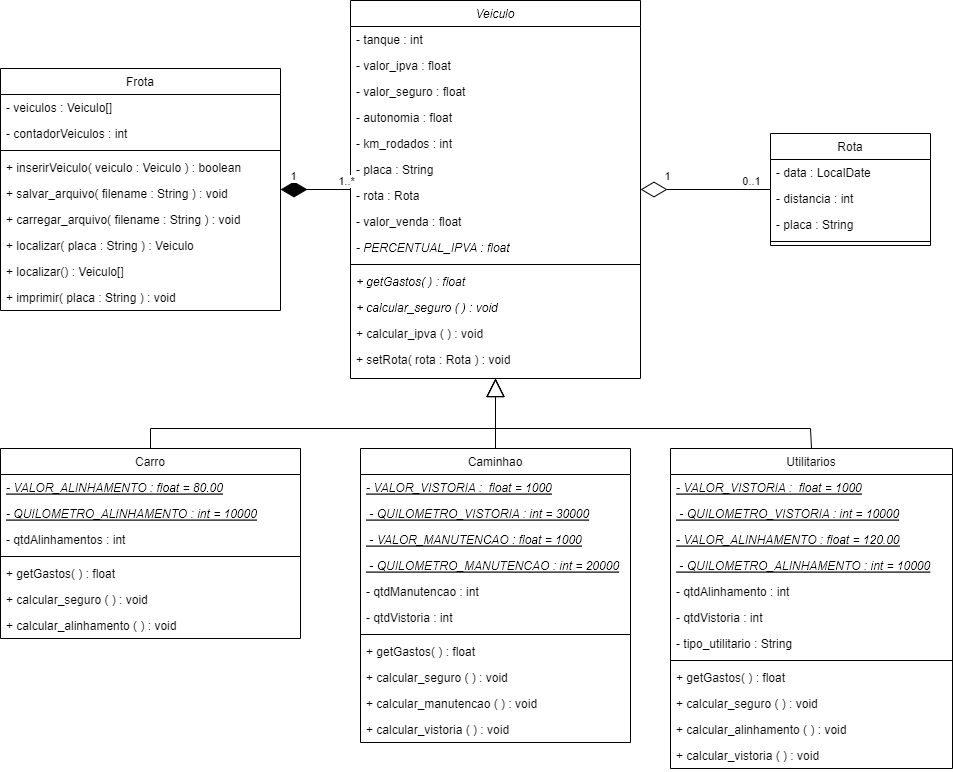 Veiculo
- tanque : int
- valor_ipva : float
- valor_seguro : float
- autonomia : float
- km_rodados : int
- placa : String
- rota : Rota
- valor_venda : float
- PERCENTUAL_IPVA : float
+ getGastos( ) : float
+ calcular_seguro ( ) : void
+ calcular_ipva ( ) : void
+ setRota( rota : Rota ) : void
Frota
- veiculos : Veiculo[]
- contadorVeiculos : int
+ inserirVeiculo( veiculo : Veiculo ) : boolean
+ salvar_arquivo( filename : String ) : void
+ carregar_arquivo( filename : String ) : void
+ localizar( placa : String ) : Veiculo
+ localizar() : Veiculo[]
+ imprimir( placa : String ) : void
1
1..*
1
0..1
Rota
- data : LocalDate
- distancia : int
- placa : String
Carro
- VALOR_ALINHAMENTO : float = 80.00
- QUILOMETRO_ALINHAMENTO : int = 10000
- qtdAlinhamentos : int
+ getGastos( ) : float
+ calcular_seguro ( ) : void
+ calcular_alinhamento ( ) : void
Caminhao
- VALOR_VISTORIA : float = 1000
- QUILOMETRO_VISTORIA : int = 30000
- VALOR_MANUTENCAO : float = 1000
- QUILOMETRO_MANUTENCAO : int = 20000
- qtdManutencao : int
- qtdVistoria : int
+ getGastos( ) : float
+ calcular_seguro ( ) : void
+ calcular_manutencao ( ) : void
+ calcular_vistoria ( ) : void
Utilitarios
- VALOR_VISTORIA : float = 1000
- QUILOMETRO_VISTORIA : int = 10000
- VALOR_ALINHAMENTO : float = 120.00
- QUILOMETRO_ALINHAMENTO : int = 10000
- qtdAlinhamento : int
- qtdVistoria : int
- tipo_utilitario : String
+ getGastos( ) : float
+ calcular_seguro ( ) : void
+ calcular_alinhamento ( ) : void
+ calcular_vistoria ( ) : void